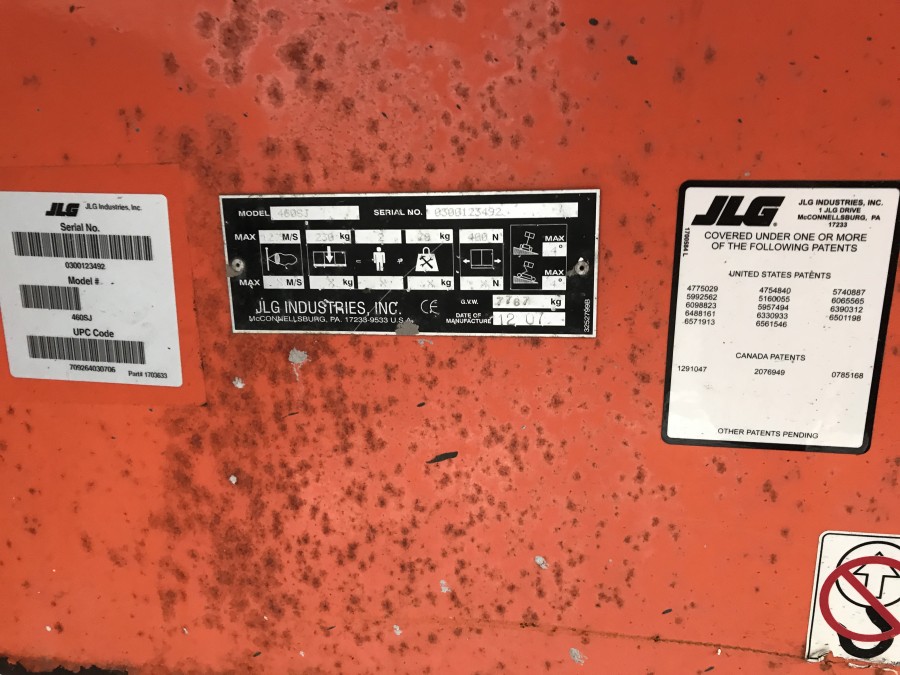 JLG JLG Industries, Inc.
Serial No.
0300123492
Model #
460SJ
UPC Code
709264030706 Part# 1703633
MODEL 460SJ SERIAL NO. 0300123492
MAX M/S 230 kg 2 kg 400 N MAX 4°
MAX M/S kg kg N MAX 4°
JLG INDUSTRIES, INC. CE G.V.W. 7787 kg
McCONNELLSBURG, PA. 17233-9533 U.S.A. DATE OF MANUFACTURE 12 07
3252799B
JLG JLG INDUSTRIES, INC.
1 JLG DRIVE
McCONNELLSBURG, PA
17233
COVERED UNDER ONE OR MORE
OF THE FOLLOWING PATENTS
UNITED STATES PATENTS
4775029 4754840 5740887
5992562 5160055 6065565
6098823 5957494 6390312
6488161 6330933 6501198
6571913 6561546
CANADA PATENTS
1291047 2076949 0785168
OTHER PATENTS PENDING